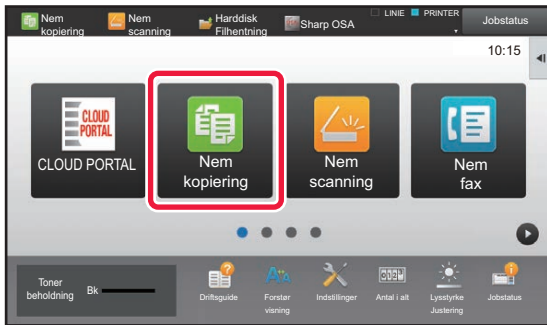 Nem
kopiering
Nem
scanning
Harddisk
Filhentning
Sharp OSA
LINIE
PRINTER
Jobstatus
10:15
CLOUD
PORTAL
CLOUD PORTAL
Nem
kopiering
Nem
scanning
Nem
fax
Toner
beholdning
Bk
Driftsguide
Forstør
visning
Indstillinger
Antal i alt
Lysstyrke
Justering
Jobstatus